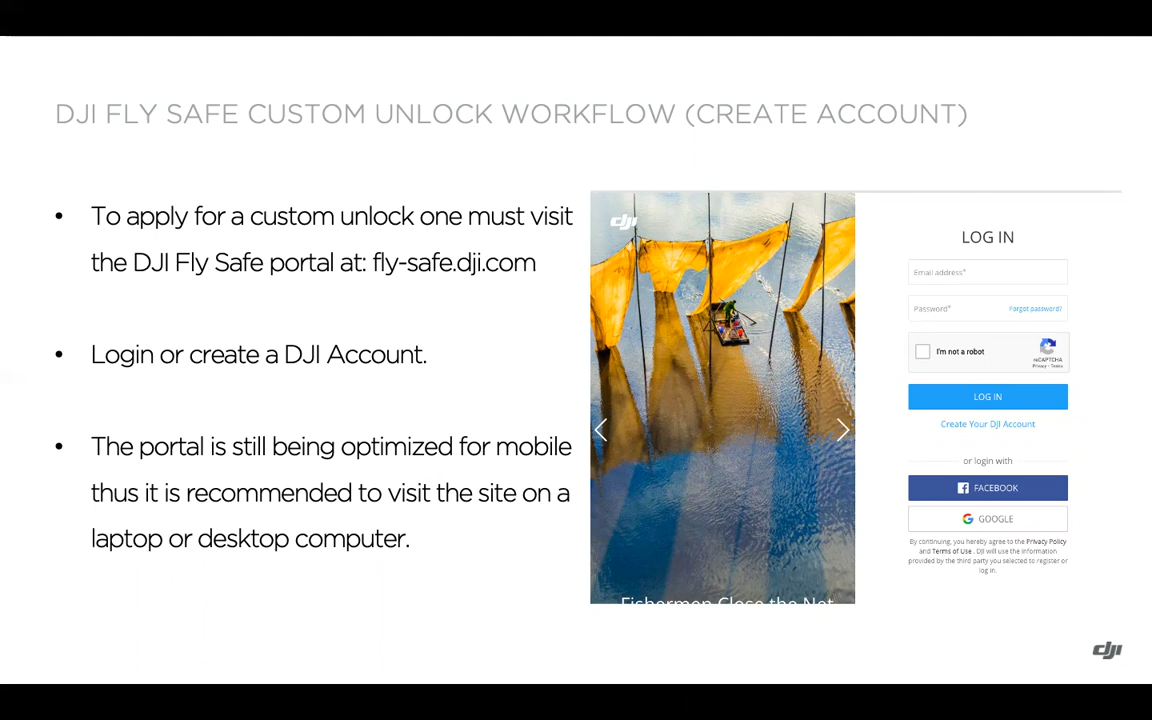 DJI FLY SAFE CUSTOM UNLOCK WORKFLOW (CREATE ACCOUNT)
• To apply for a custom unlock one must visit
the DJI Fly Safe portal at: fly-safe.dji.com
• Login or create a DJI Account.
• The portal is still being optimized for mobile
thus it is recommended to visit the site on a
laptop or desktop computer.
dji
Fishermen Close the Net
LOG IN
Email address*
Password* Forgot password?
I'm not a robot
reCAPTCHA
Privacy - Terms
LOG IN
Create Your DJI Account
or login with
FACEBOOK
GOOGLE
By continuing, you hereby agree to the Privacy Policy
and Terms of Use . DJI will use the information
provided by the third party you selected to register or
log in.
dji